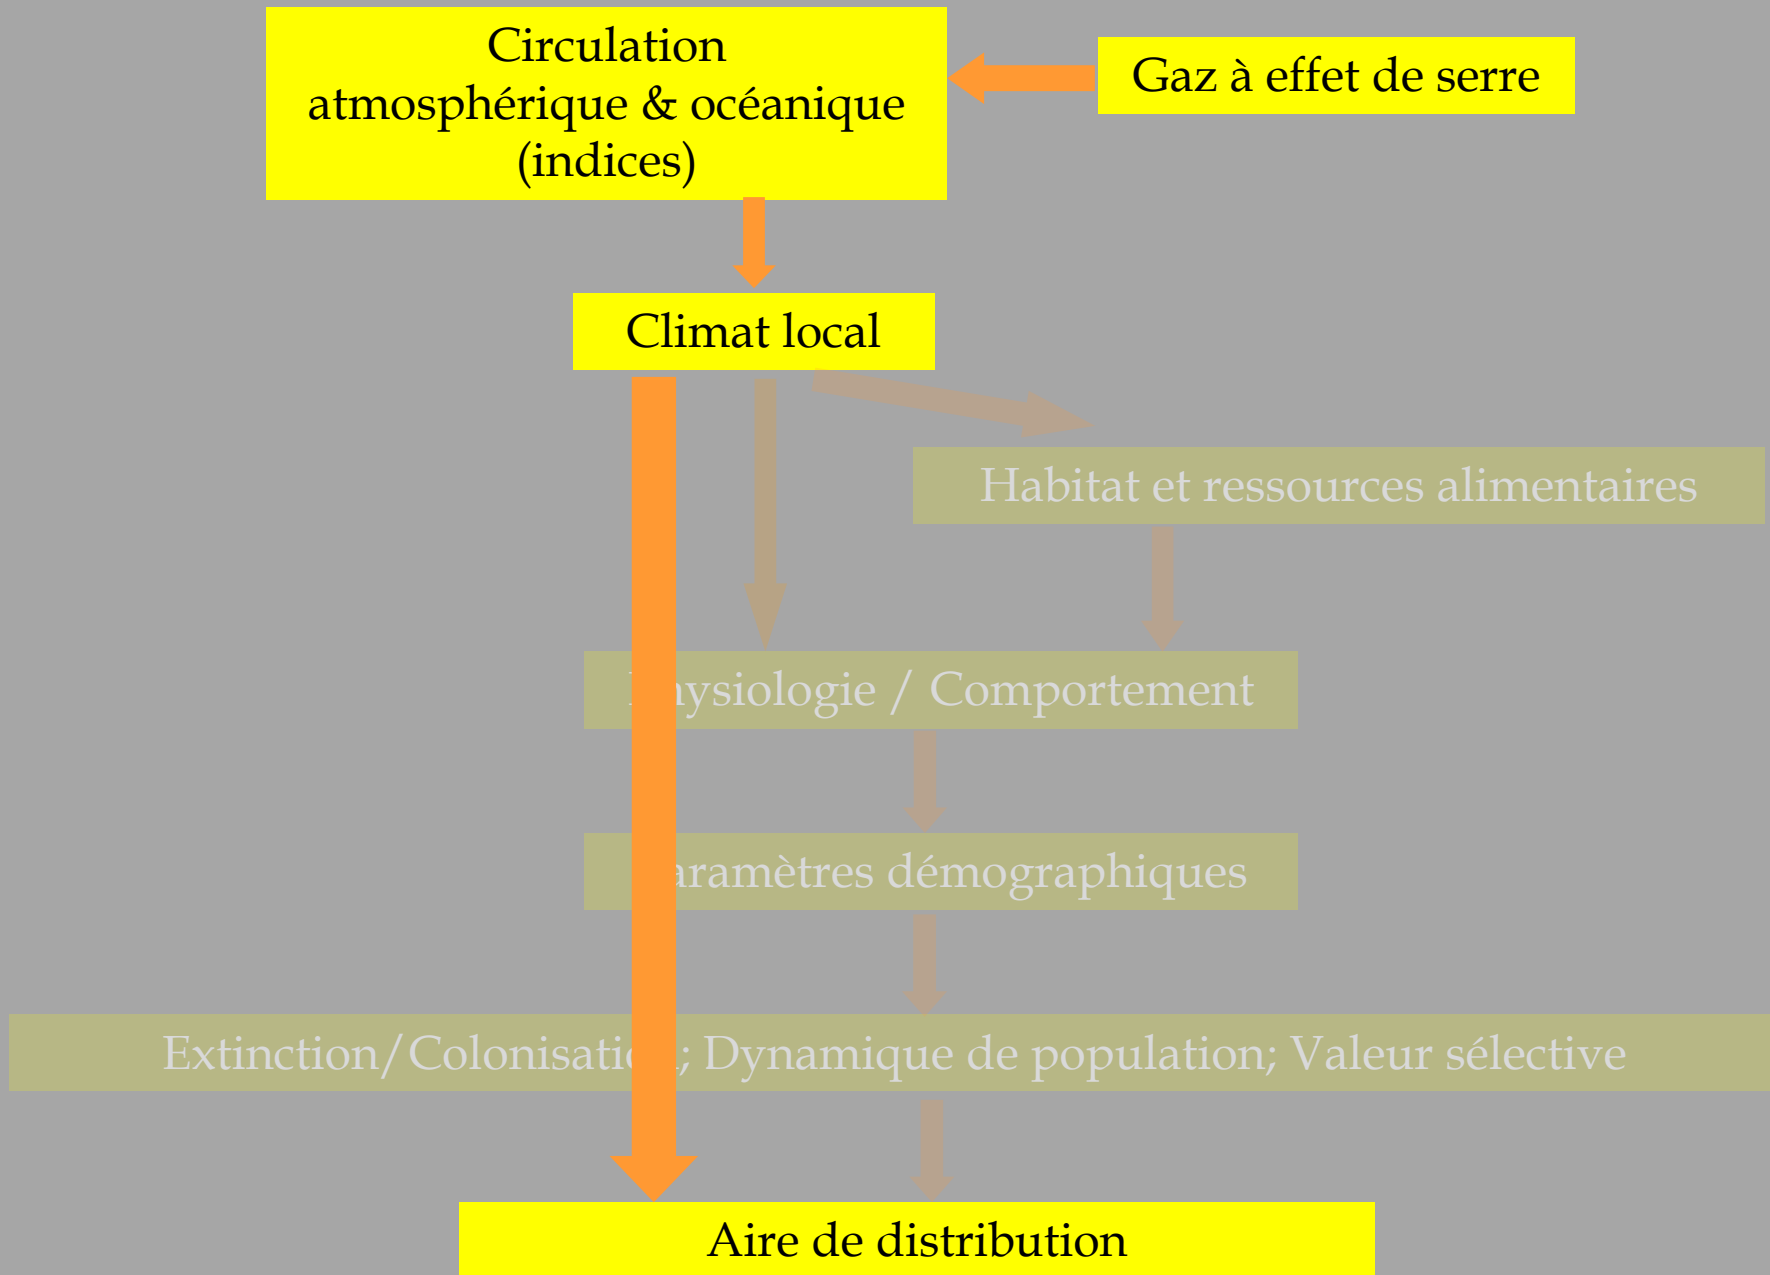 Circulation
atmosphérique & océanique
(indices)
Gaz à effet de serre
Climat local
Habitat et ressources alimentaires
ysiologie / Comportement
aramètres démographiques
Extinction/Colonisation; Dynamique de population; Valeur sélective
Aire de distribution